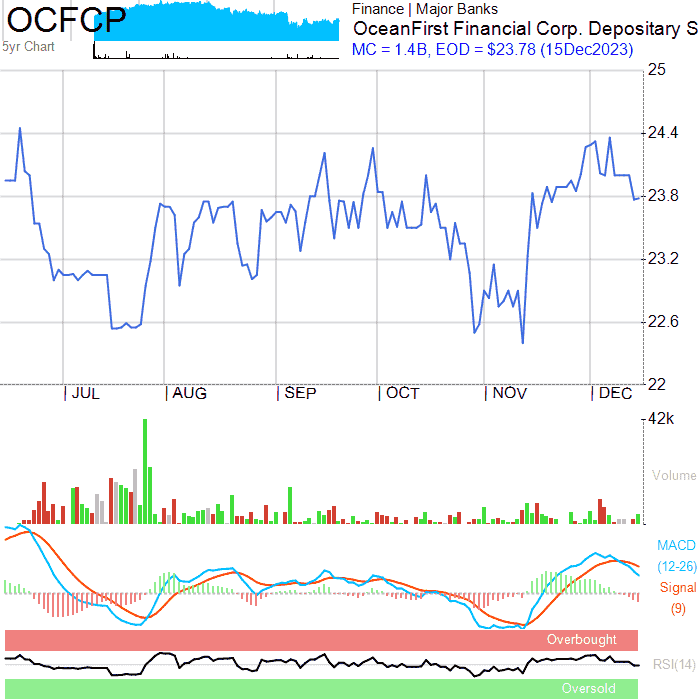 OCFCP
5yr Chart
Finance | Major Banks
OceanFirst Financial Corp. Depositary S
MC = 1.4B, EOD = $23.78 (15Dec2023)
25
24.4
23.8
23.2
22.6
22
| JUL | AUG | SEP | OCT | NOV | DEC
42k
Volume
MACD
(12-26)
Signal
(9)
Overbought
RSI(14)
Oversold